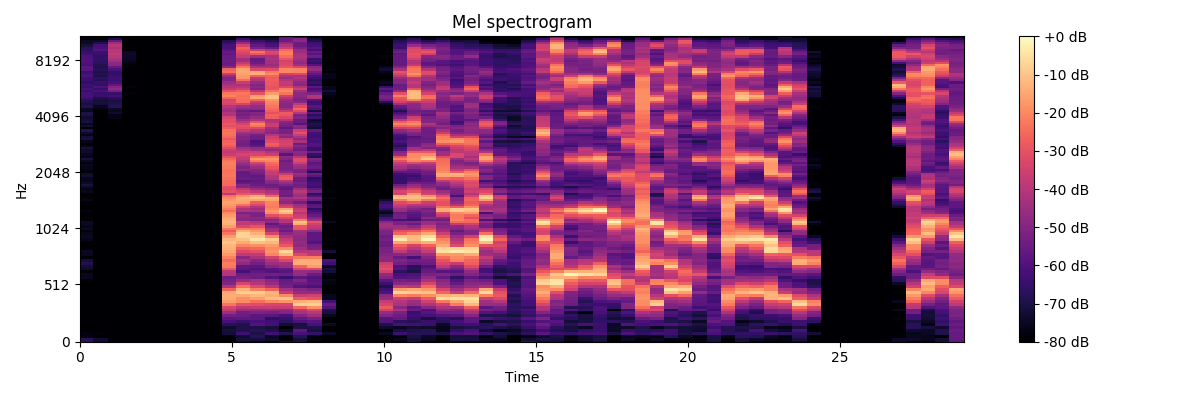 Mel spectrogram
+0 dB
8192
-10 dB
4096
-20 dB
-30 dB
Hz
2048
-40 dB
1024
-50 dB
512
-60 dB
-70 dB
0
-80 dB
0 5 10 15 20 25
Time